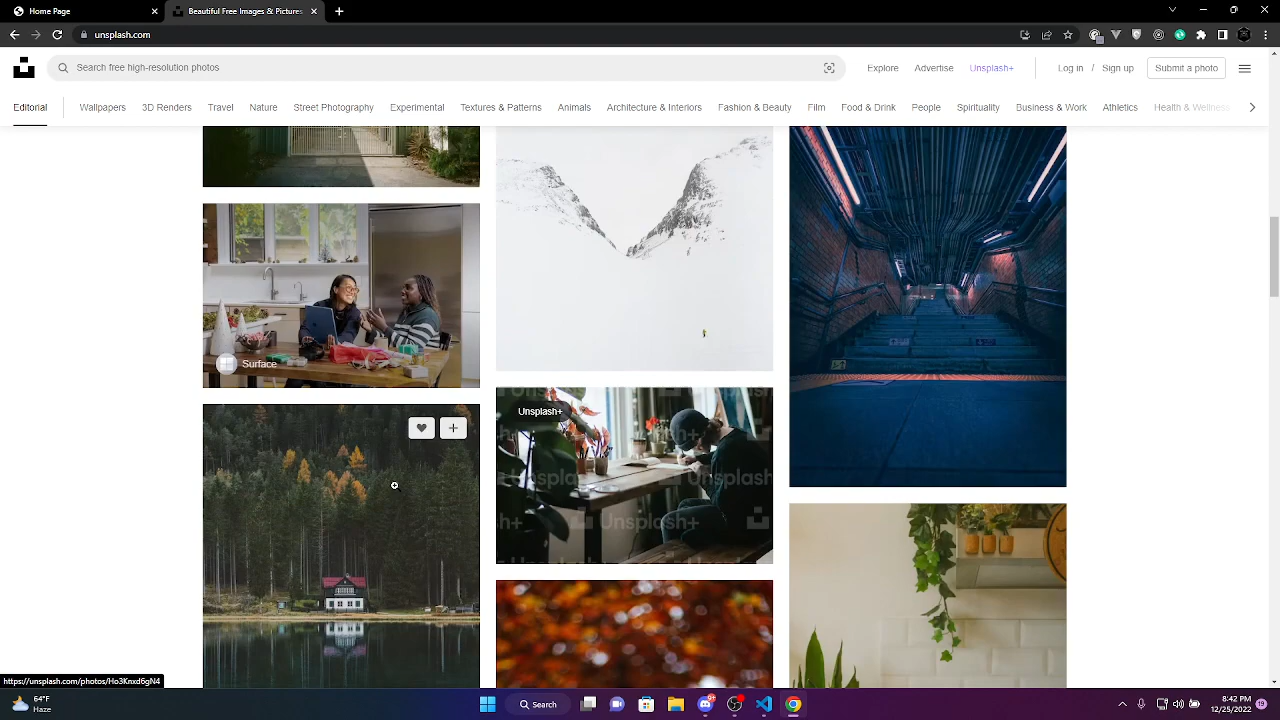 Home Page
Beautiful Free Images & Pictures
unsplash.com
Search free high-resolution photos
Explore
Advertise
Unsplash+
Log in / Sign up
Submit a photo
Editorial
Wallpapers
3D Renders
Travel
Nature
Street Photography
Experimental
Textures & Patterns
Animals
Architecture & Interiors
Fashion & Beauty
Film
Food & Drink
People
Spirituality
Business & Work
Athletics
Health & Wellness
Surface
Unsplash+
Unsplash+
Unsplash+
Unsplash+
https://unsplash.com/photos/Ho3Knxd5gN4
64°F
Haze
Search
8:42 PM
12/25/2022